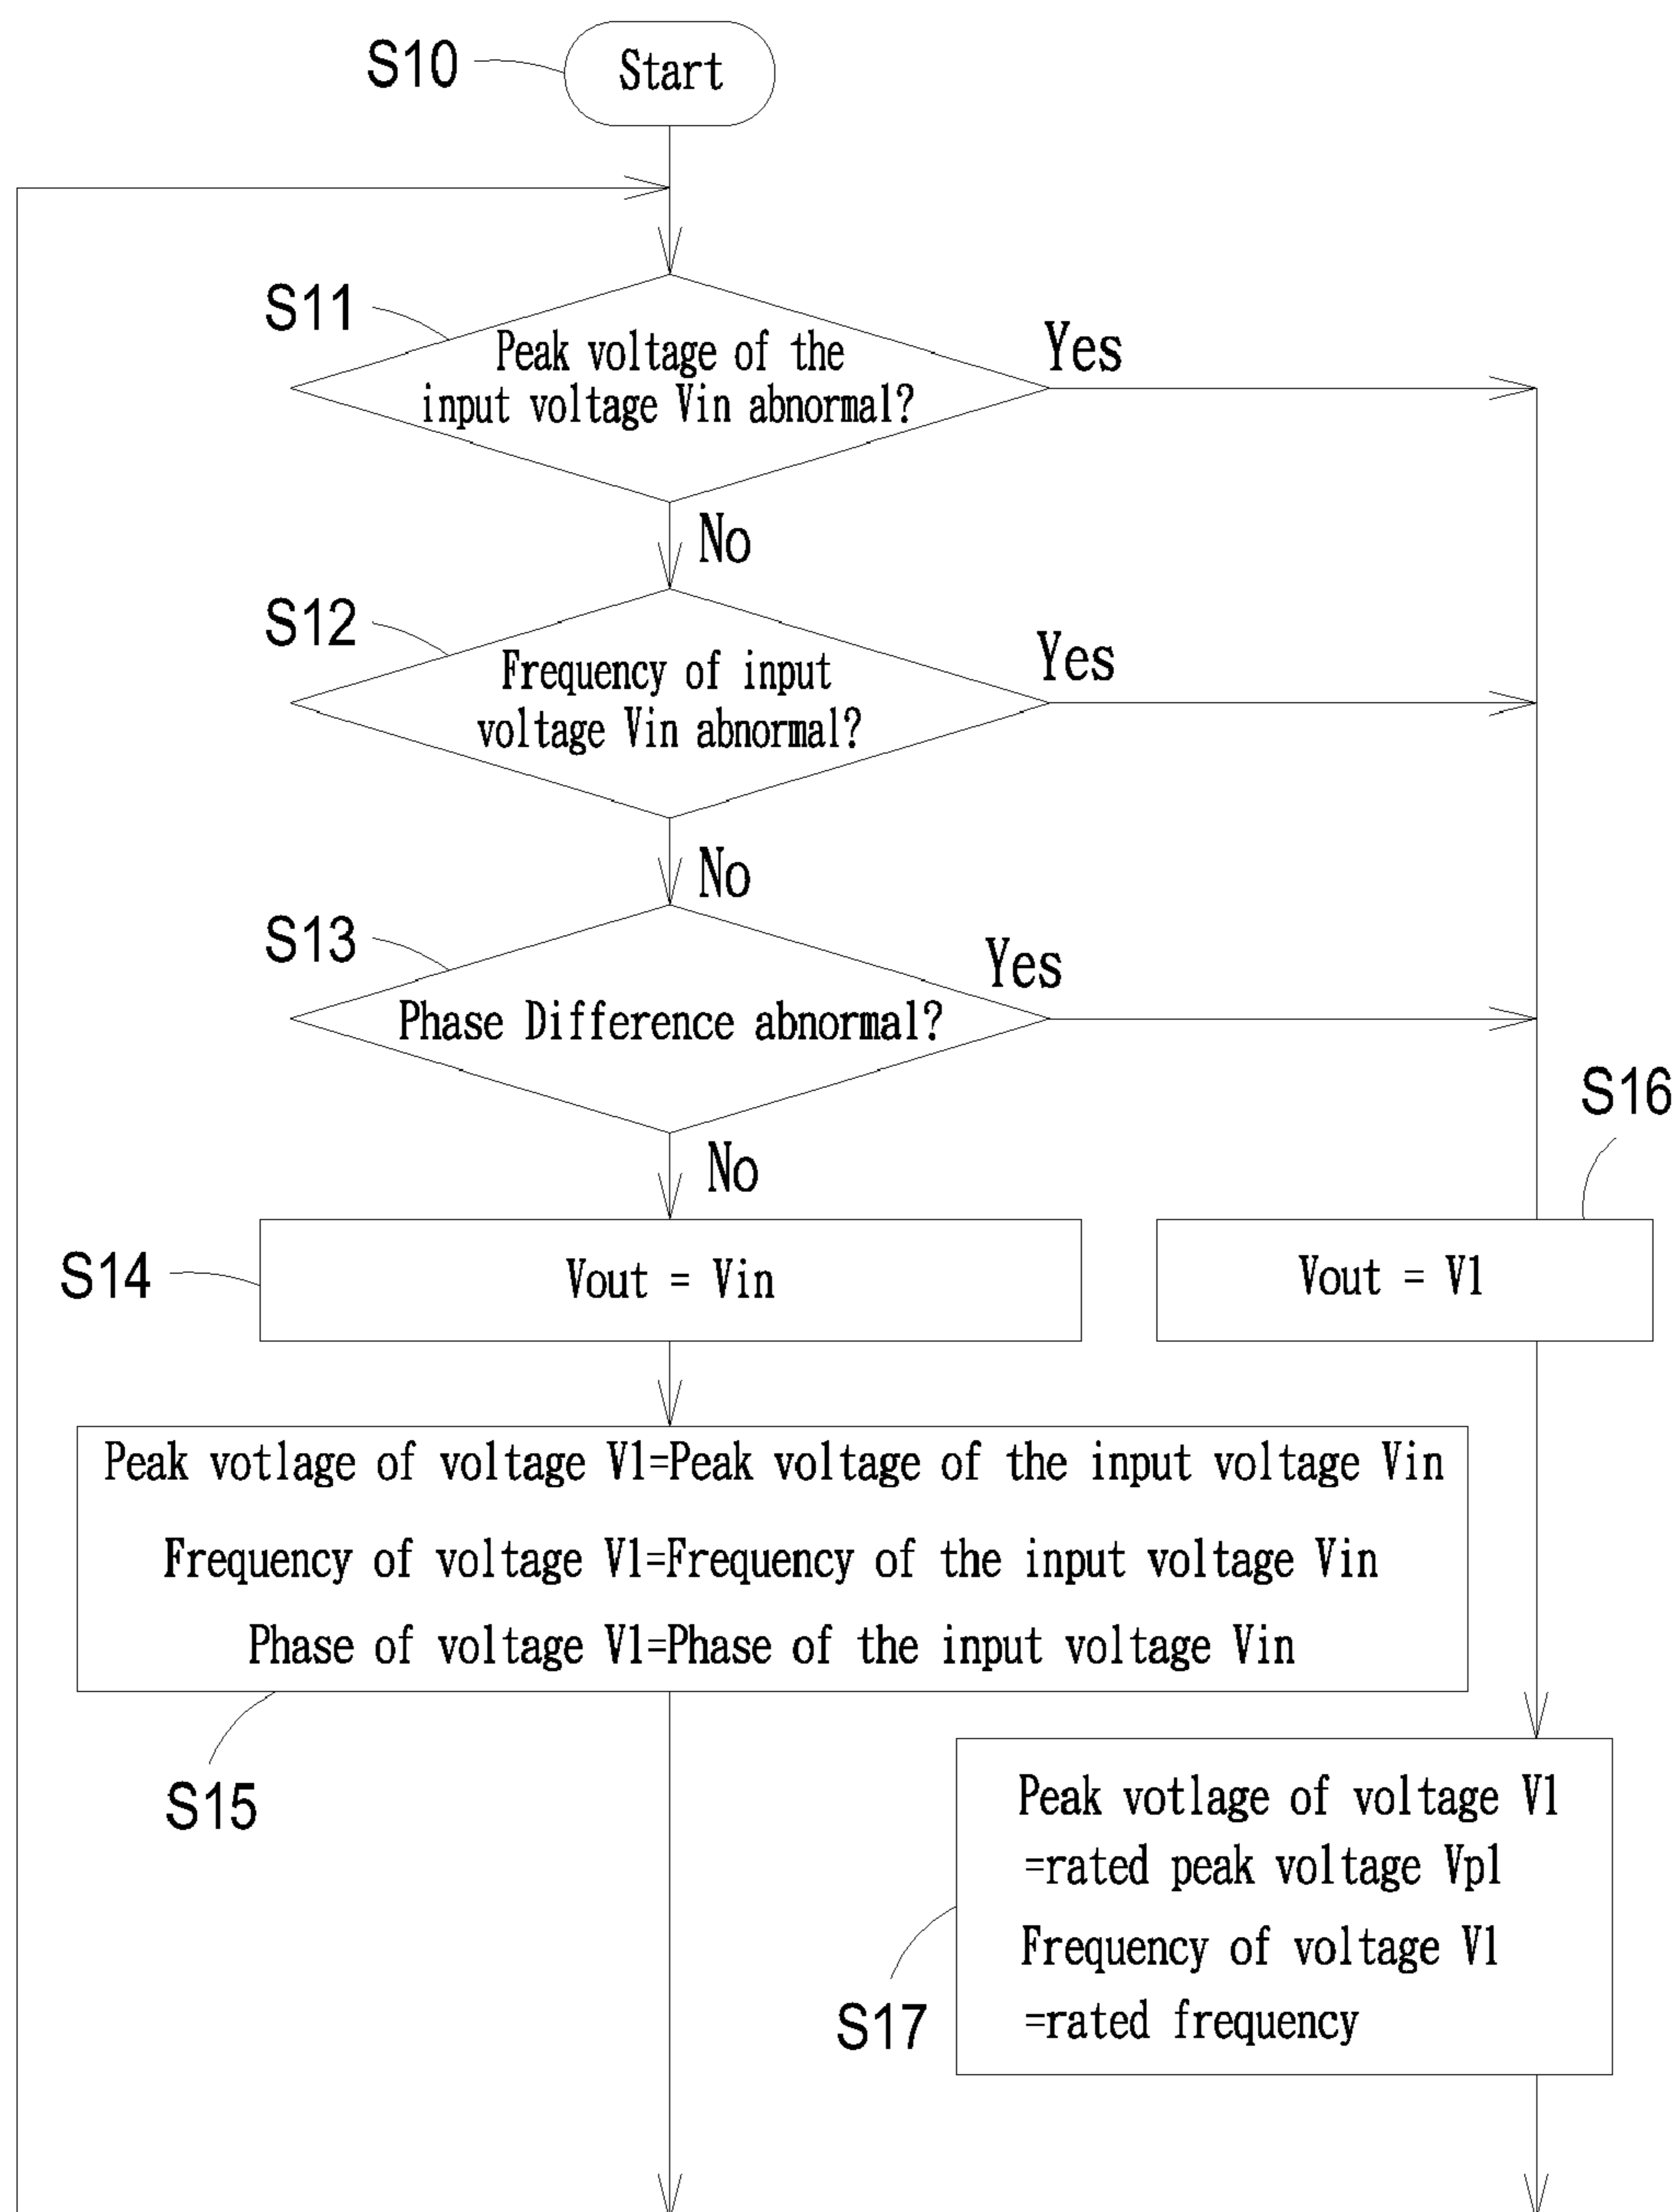 S10
Start
S11
Peak voltage of the
input voltage Vin abnormal?
Yes
No
S12
Frequency of input
voltage Vin abnormal?
Yes
No
S13
Phase Difference abnormal?
Yes
No
S14
Vout = Vin
S16
Vout = V1
Peak votlage of voltage V1=Peak voltage of the input voltage Vin
Frequency of voltage V1=Frequency of the input voltage Vin
Phase of voltage V1=Phase of the input voltage Vin
S15
Peak votlage of voltage V1
=rated peak voltage Vp1
Frequency of voltage V1
=rated frequency
S17